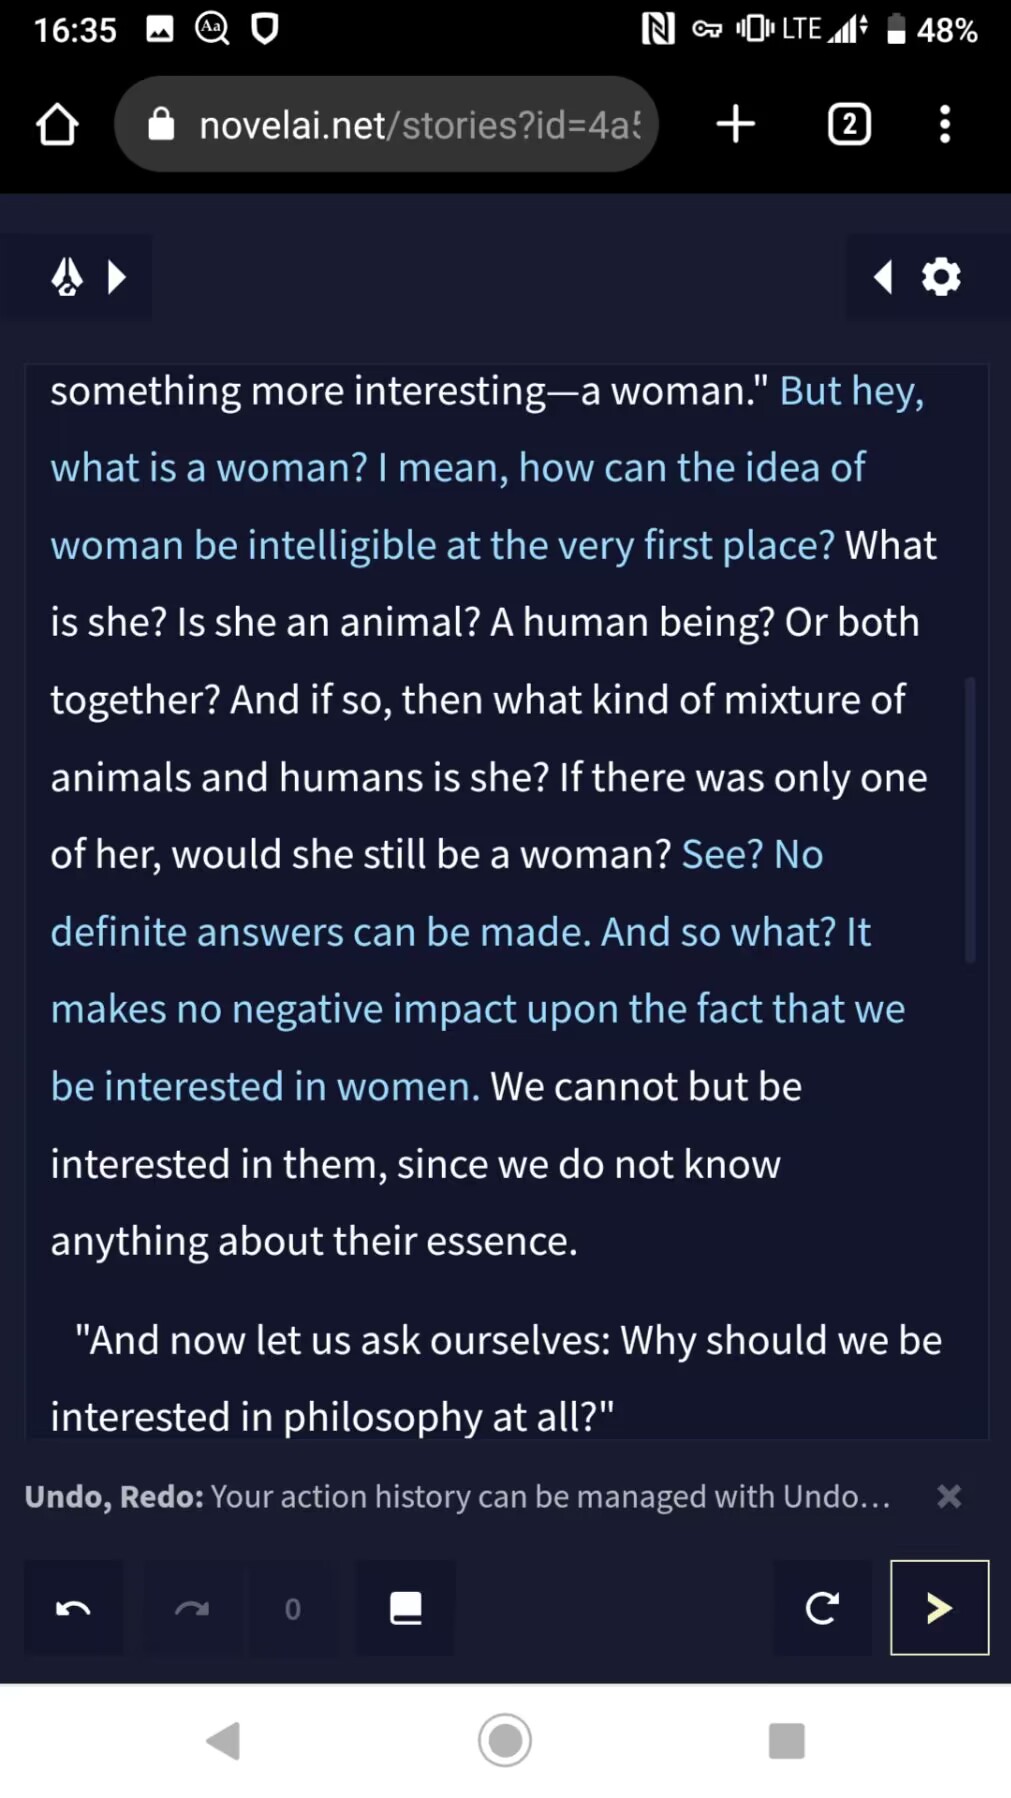 16:35 Aa LTE 48%
novelai.net/stories?id=4a5
2
something more interesting—a woman." But hey,
what is a woman? I mean, how can the idea of
woman be intelligible at the very first place? What
is she? Is she an animal? A human being? Or both
together? And if so, then what kind of mixture of
animals and humans is she? If there was only one
of her, would she still be a woman? See? No
definite answers can be made. And so what? It
makes no negative impact upon the fact that we
be interested in women. We cannot but be
interested in them, since we do not know
anything about their essence.
"And now let us ask ourselves: Why should we be
interested in philosophy at all?"
Undo, Redo: Your action history can be managed with Undo...
0